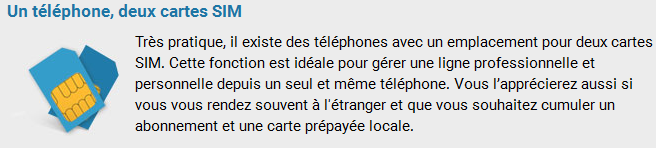 Un téléphone, deux cartes SIM
Très pratique, il existe des téléphones avec un emplacement pour deux cartes
SIM. Cette fonction est idéale pour gérer une ligne professionnelle et
personnelle depuis un seul et même téléphone. Vous l’apprécierez aussi si
vous vous rendez souvent à l'étranger et que vous souhaitez cumuler un
abonnement et une carte prépayée locale.